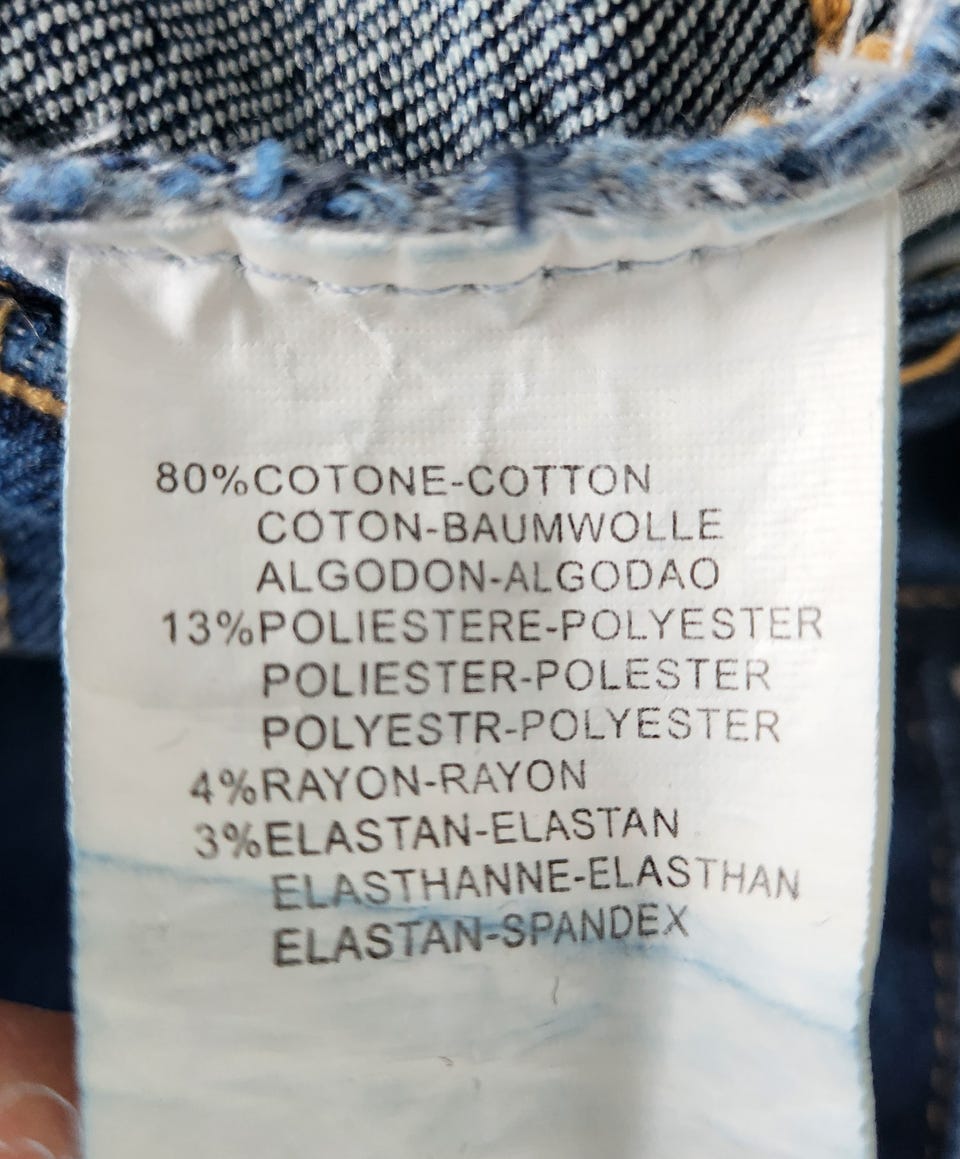 80%COTONE-COTTON
COTON-BAUMWOLLE
ALGODON-ALGODAO
13%POLIESTERE-POLYESTER
POLIESTER-POLESTER
POLYESTR-POLYESTER
4%RAYON-RAYON
3%ELASTAN-ELASTAN
ELASTHANNE-ELASTHAN
ELASTAN-SPANDEX